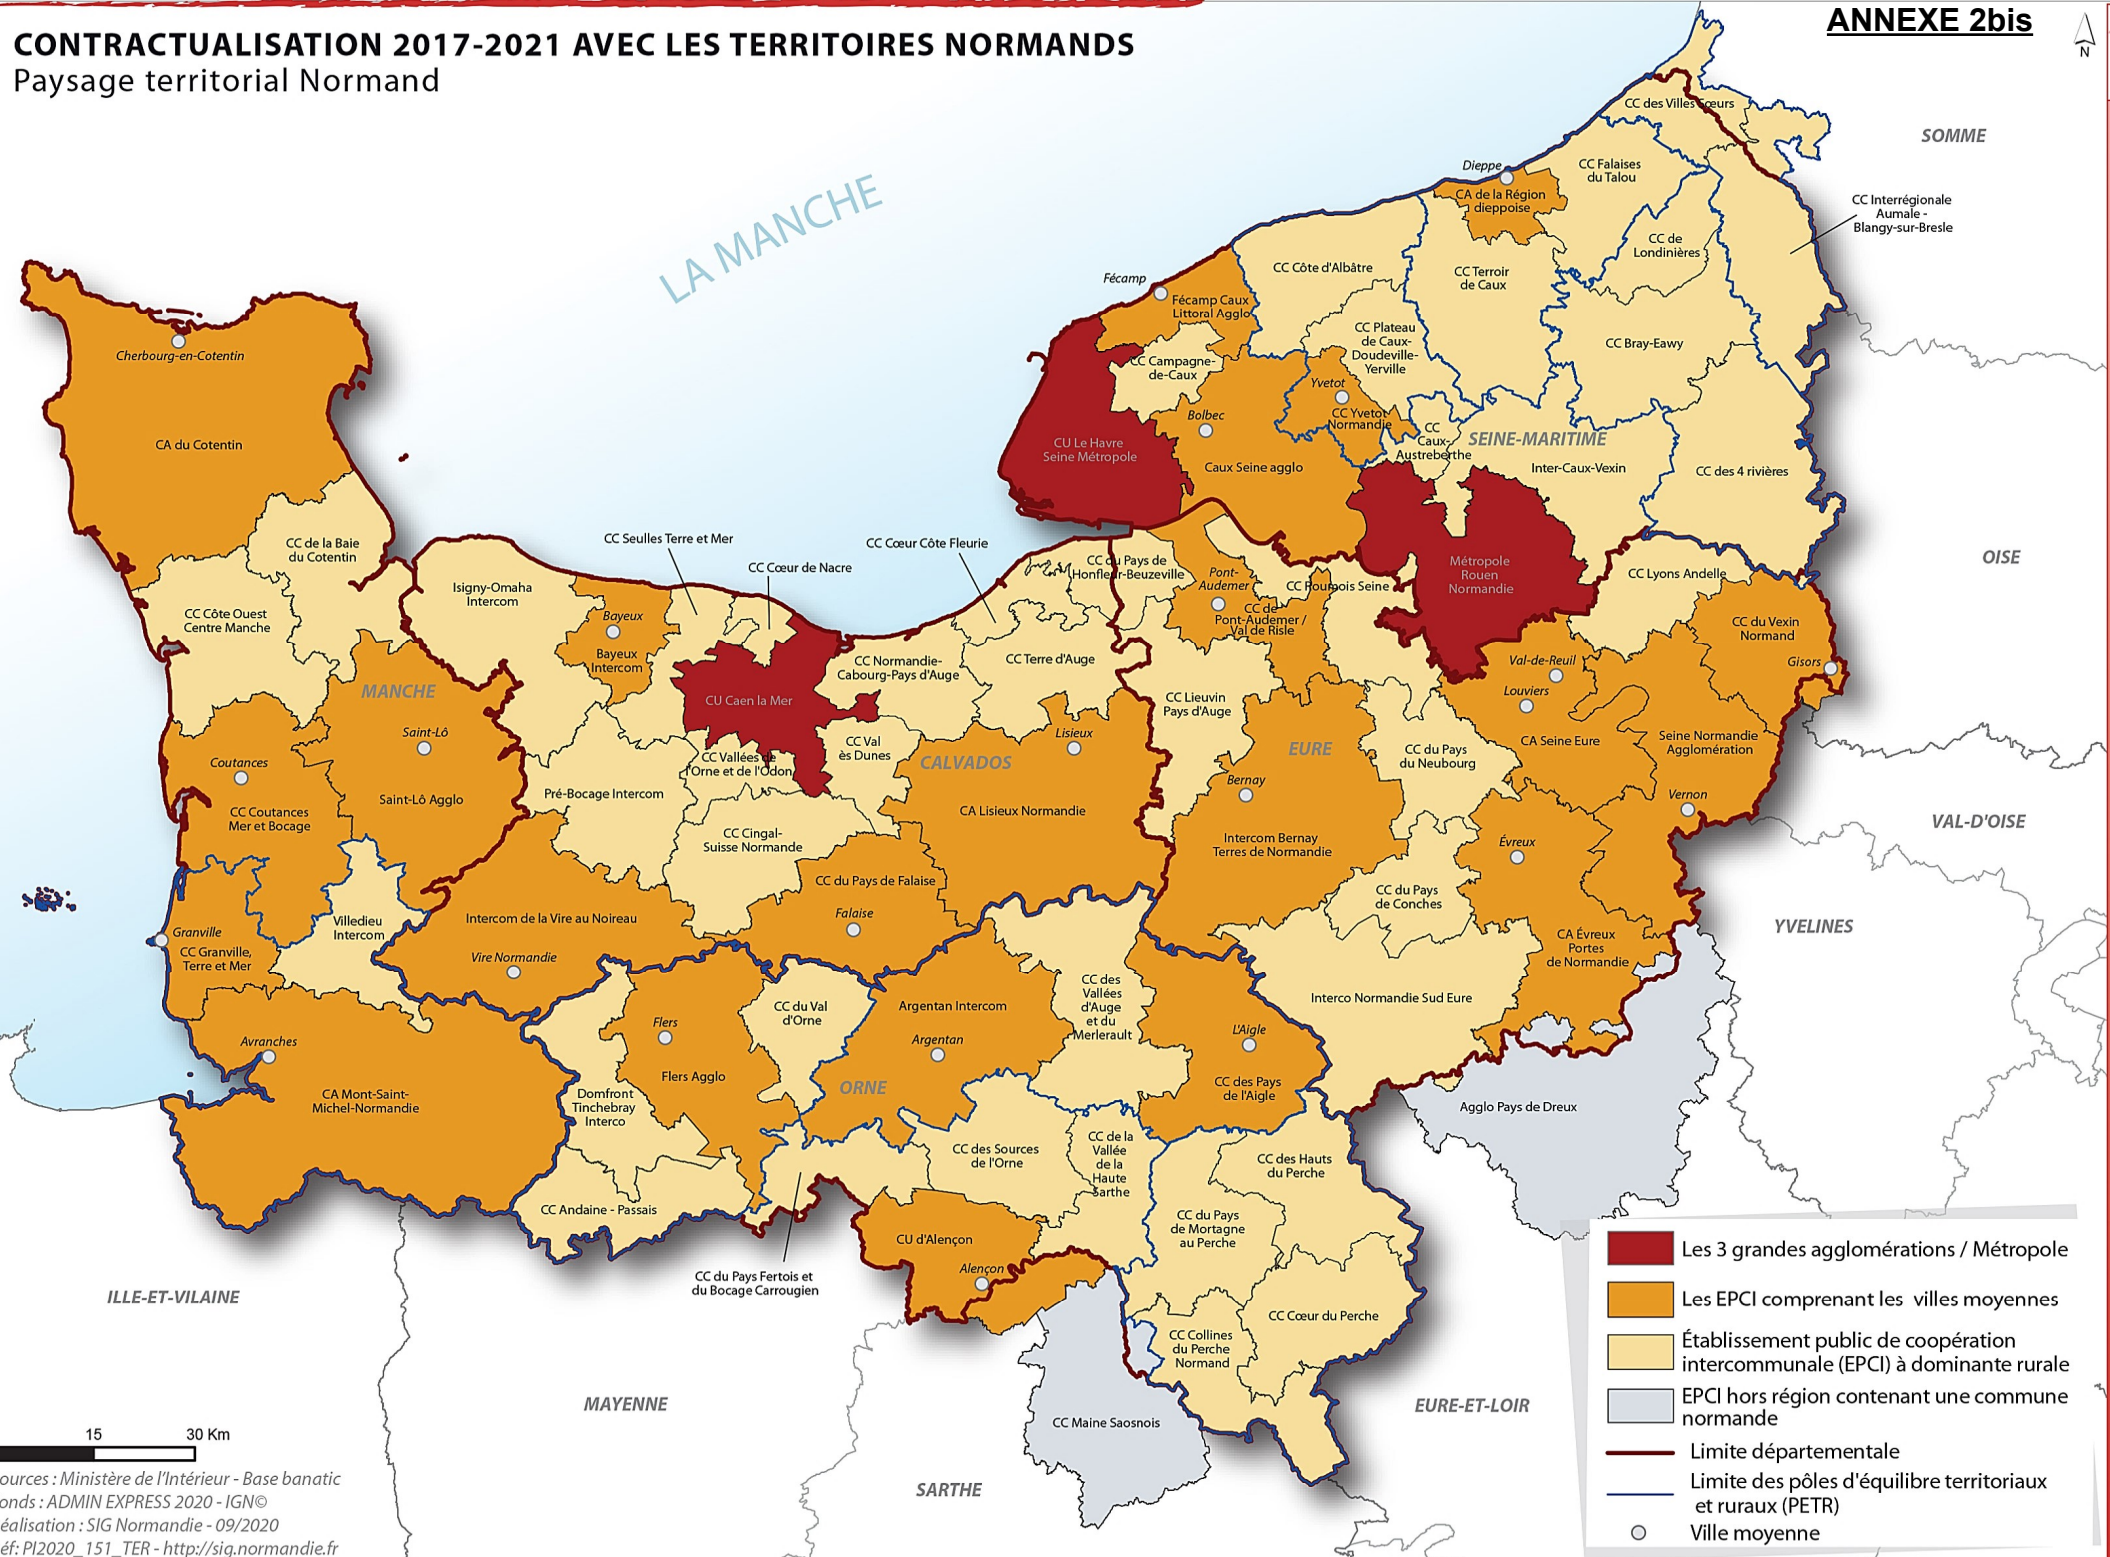 ANNEXE 2bis
N
CONTRACTUALISATION 2017-2021 AVEC LES TERRITOIRES NORMANDS
Paysage territorial Normand
LA MANCHE
SOMME
OISE
VAL-D'OISE
YVELINES
EURE-ET-LOIR
SARTHE
MAYENNE
ILLE-ET-VILAINE
MANCHE
CALVADOS
ORNE
EURE
SEINE-MARITIME
CC des Villes Sœurs
CC Falaises
du Talou
Dieppe
CA de la Région
dieppoise
CC Interrégionale
Aumale -
Blangy-sur-Bresle
CC de
Londinières
CC Côte d'Albâtre
CC Terroir
de Caux
Fécamp
Fécamp Caux
Littoral Agglo
CC Plateau
de Caux-
Doudeville-
Yerville
CC Bray-Eawy
CC Campagne-
de-Caux
Yvetot
CC Yvetot
Normandie
Bolbec
CU Le Havre
Seine Métropole
Caux Seine agglo
CC
Caux-
Austreberthe
Inter-Caux-Vexin
CC des 4 rivières
Métropole
Rouen
Normandie
Cherbourg-en-Cotentin
CA du Cotentin
CC de la Baie
du Cotentin
CC Côte Ouest
Centre Manche
Isigny-Omaha
Intercom
CC Seulles Terre et Mer
CC Cœur de Nacre
CC Cœur Côte Fleurie
Bayeux
Bayeux
Intercom
CC du Pays de
Honfleur-Beuzeville
Pont-
Audemer
CC de
Pont-Audemer /
Val de Risle
CC Roumois Seine
CC Lyons Andelle
CC du Vexin
Normand
Gisors
CC Normandie-
Cabourg-Pays d'Auge
CC Terre d'Auge
CC Lieuvin
Pays d'Auge
CU Caen la Mer
Val-de-Reuil
Louviers
CA Seine Eure
Seine Normandie
Agglomération
Vernon
Saint-Lô
Saint-Lô Agglo
Coutances
CC Coutances
Mer et Bocage
CC Vallées de
l'Orne et de l'Odon
CC Val
ès Dunes
Lisieux
CA Lisieux Normandie
Pré-Bocage Intercom
CC Cingal-
Suisse Normande
CC du Pays
du Neubourg
Bernay
Intercom Bernay
Terres de Normandie
Évreux
CC du Pays
de Conches
CA Évreux
Portes
de Normandie
CC du Pays de Falaise
Falaise
Intercom de la Vire au Noireau
Vire Normandie
Villedieu
Intercom
Granville
CC Granville,
Terre et Mer
Avranches
CA Mont-Saint-
Michel-Normandie
CC du Val
d'Orne
Argentan Intercom
Argentan
CC des
Vallées
d'Auge
et du
Merlerault
Interco Normandie Sud Eure
L'Aigle
CC des Pays
de l'Aigle
Flers
Flers Agglo
Domfront
Tinchebray
Interco
Agglo Pays de Dreux
CC des Sources
de l'Orne
CC de la
Vallée
de la
Haute
Sarthe
CC des Hauts
du Perche
CC Andaine - Passais
CC du Pays
de Mortagne
au Perche
CU d'Alençon
Alençon
CC du Pays Fertois et
du Bocage Carrougien
CC Cœur du Perche
CC Collines
du Perche
Normand
CC Maine Saosnois
Les 3 grandes agglomérations / Métropole
Les EPCI comprenant les villes moyennes
Établissement public de coopération
intercommunale (EPCI) à dominante rurale
EPCI hors région contenant une commune
normande
Limite départementale
Limite des pôles d'équilibre territoriaux
et ruraux (PETR)
Ville moyenne
15 30 Km
ources : Ministère de l'Intérieur - Base banatic
onds : ADMIN EXPRESS 2020 - IGN©
éalisation : SIG Normandie - 09/2020
éf: PI2020_151_TER - http://sig.normandie.fr